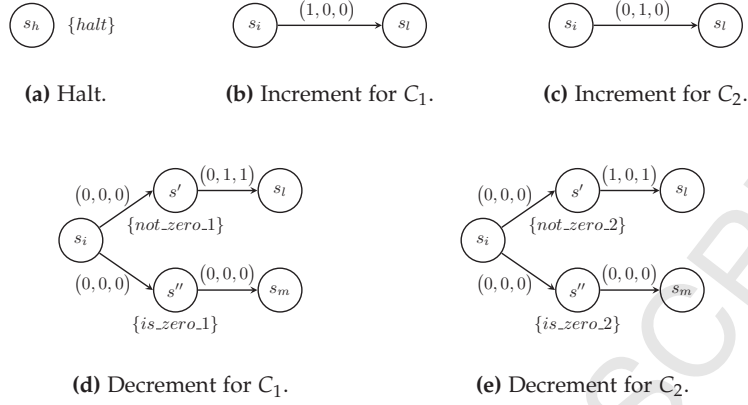 s_h {halt}
s_i (1, 0, 0) s_l
s_i (0, 1, 0) s_l
(a) Halt.
(b) Increment for C_1.
(c) Increment for C_2.
(0, 0, 0) s′ (0, 1, 1) s_l
{not_zero_1}
s_i
(0, 0, 0) s″ (0, 0, 0) s_m
{is_zero_1}
(0, 0, 0) s′ (1, 0, 1) s_l
{not_zero_2}
s_i
(0, 0, 0) s″ (0, 0, 0) s_m
{is_zero_2}
(d) Decrement for C_1.
(e) Decrement for C_2.